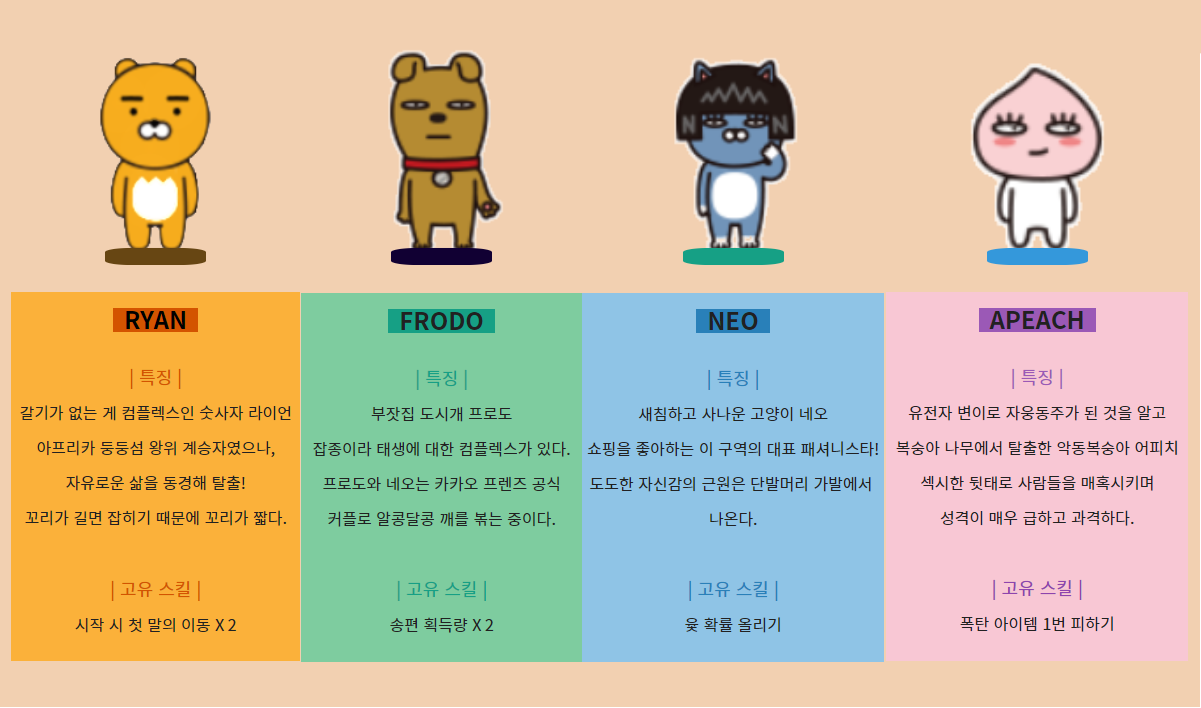 RYAN
| 특징 |
갈기가 없는 게 컴플렉스인 숫사자 라이언
아프리카 둥둥섬 왕위 계승자였으나,
자유로운 삶을 동경해 탈출!
꼬리가 길면 잡히기 때문에 꼬리가 짧다.
| 고유 스킬 |
시작 시 첫 말의 이동 X 2
FRODO
| 특징 |
부잣집 도시개 프로도
잡종이라 태생에 대한 컴플렉스가 있다.
프로도와 네오는 카카오 프렌즈 공식
커플로 알콩달콩 깨를 볶는 중이다.
| 고유 스킬 |
송편 획득량 X 2
N N
NEO
| 특징 |
새침하고 사나운 고양이 네오
쇼핑을 좋아하는 이 구역의 대표 패셔니스타!
도도한 자신감의 근원은 단발머리 가발에서
나온다.
| 고유 스킬 |
윷 확률 올리기
APEACH
| 특징 |
유전자 변이로 자웅동주가 된 것을 알고
복숭아 나무에서 탈출한 악동복숭아 어피치
섹시한 뒷태로 사람들을 매혹시키며
성격이 매우 급하고 과격하다.
| 고유 스킬 |
폭탄 아이템 1번 피하기